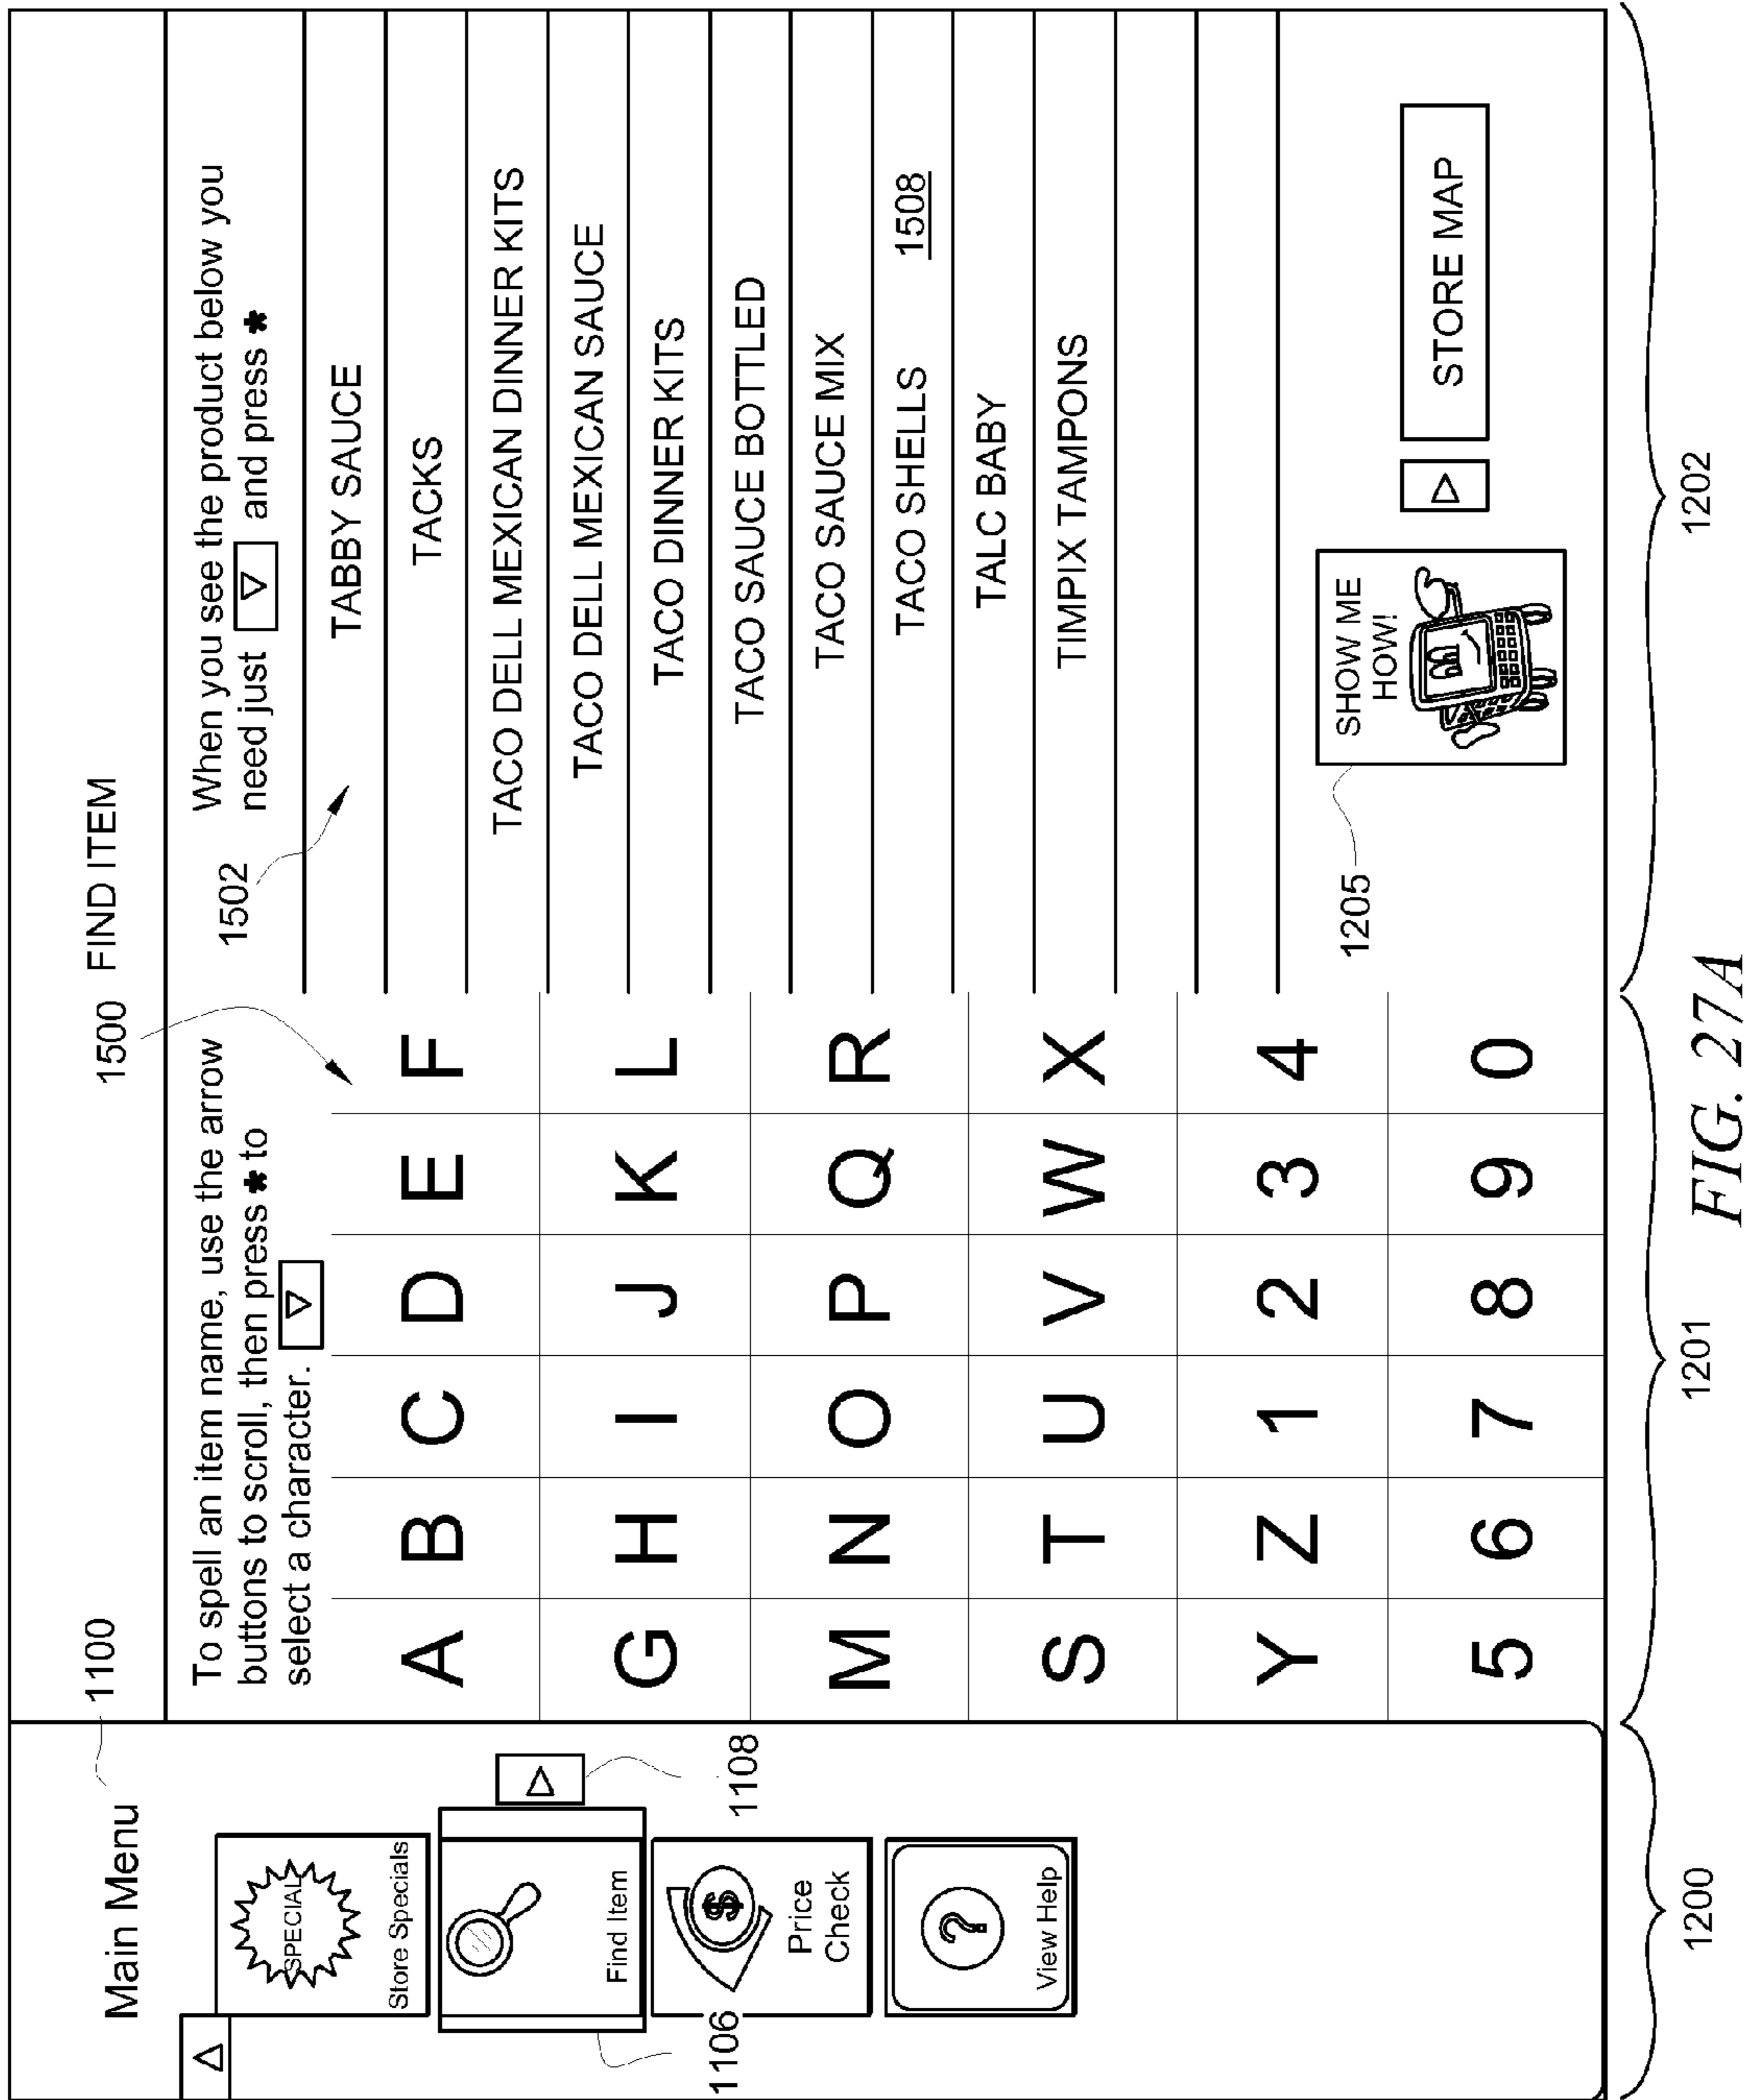 Main Menu
1100
1500
FIND ITEM
SPECIAL
Store Specials
Find Item
1108
1106
Price
Check
$
?
View Help
To spell an item name, use the arrow
buttons to scroll, then press * to
select a character.
A B C D E F
G H I J K L
M N O P Q R
S T U V W X
Y Z 1 2 3 4
5 6 7 8 9 0
1502
When you see the product below you
need just and press *
TABBY SAUCE
TACKS
TACO DELL MEXICAN DINNER KITS
TACO DELL MEXICAN SAUCE
TACO DINNER KITS
TACO SAUCE BOTTLED
TACO SAUCE MIX
TACO SHELLS 1508
TALC BABY
TIMPIX TAMPONS
1205
SHOW ME
HOW!
STORE MAP
1200
1201
1202
FIG. 27A